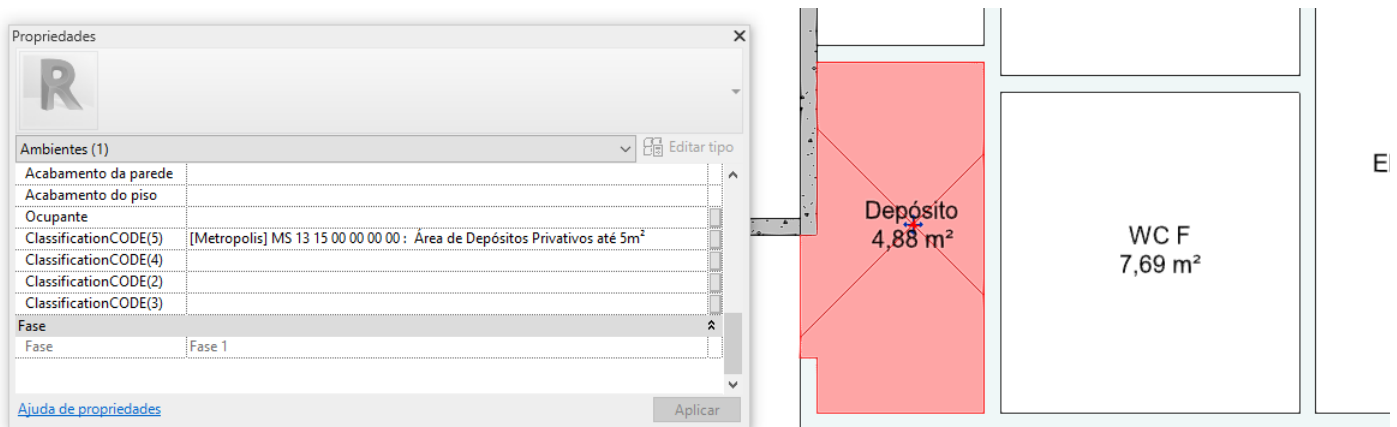 Propriedades
R
Ambientes (1)
Editar tipo
Acabamento da parede
Acabamento do piso
Ocupante
ClassificationCODE(5) [Metropolis] MS 13 15 00 00 00 00 : Área de Depósitos Privativos até 5m²
ClassificationCODE(4)
ClassificationCODE(2)
ClassificationCODE(3)
Fase
Fase Fase 1
Ajuda de propriedades
Aplicar
Depósito
4,88 m²
WC F
7,69 m²